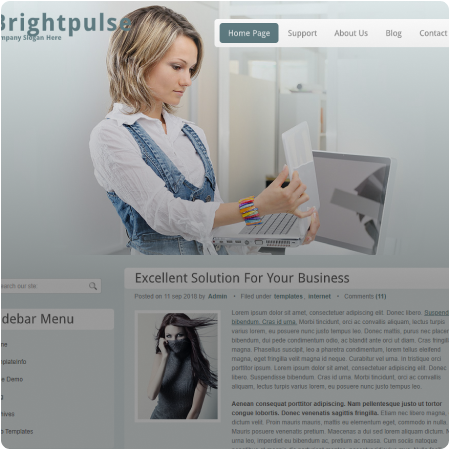 Brightpulse
mpany Slogan Here
Home Page
Support
About Us
Blog
Contact
search our site
debar Menu
Excellent Solution For Your Business
Posted on 11 sep 2010 by Admin • Filed under templates , internet • Comments (11)
Lorem ipsum dolor sit amet, consectetuer adipiscing elit. Donec libero. Suspend
bibendum. Cras id urna. Morbi tincidunt, orci ac convallis aliquam, lectus turpis
varius lorem, eu posuere nunc justo tempus leo. Donec mattis, purus nec placer
bibendum, dui pede condimentum odio, ac blandit ante orci ut diam. Cras fringilla
magna. Phasellus suscipit, leo a pharetra condimentum, lorem tellus eleifend
magna, eget fringilla velit magna id neque. Curabitur vel urna. In tristique orci
porttitor ipsum. Lorem ipsum dolor sit amet, consectetuer adipiscing elit. Donec
libero. Suspendisse bibendum. Cras id urna. Morbi tincidunt, orci ac convallis
aliquam, lectus turpis varius lorem, eu posuere nunc justo tempus leo.
me
mplateinfo
e Demo
g
hives
b Templates
Aenean consequat porttitor adipiscing. Nam pellentesque justo ut tortor
congue lobortis. Donec venenatis sagittis fringilla. Etiam nec libero magna,
dictum velit. Proin mauris mauris, mattis eu elementum eget, commodo in nulla.
Mauris posuere venenatis pretium. Maecenas a dui sed lorem aliquam dictum. N
urna leo, imperdiet eu bibendum ac, pretium ac massa. Cum sociis natoque